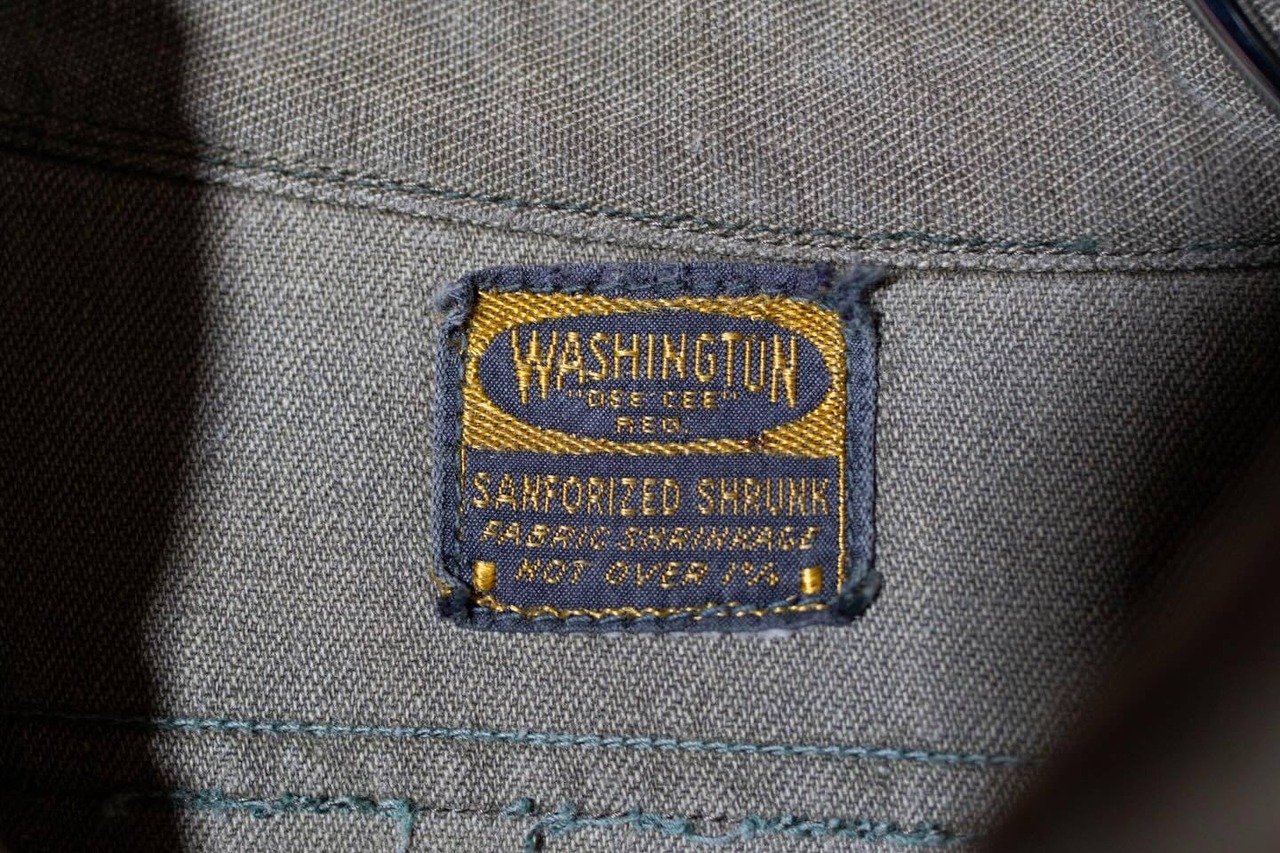 WASHINGTON
"DEE CEE"
REG.
SANFORIZED SHRUNK
FABRIC SHRINKAGE
NOT OVER 1%